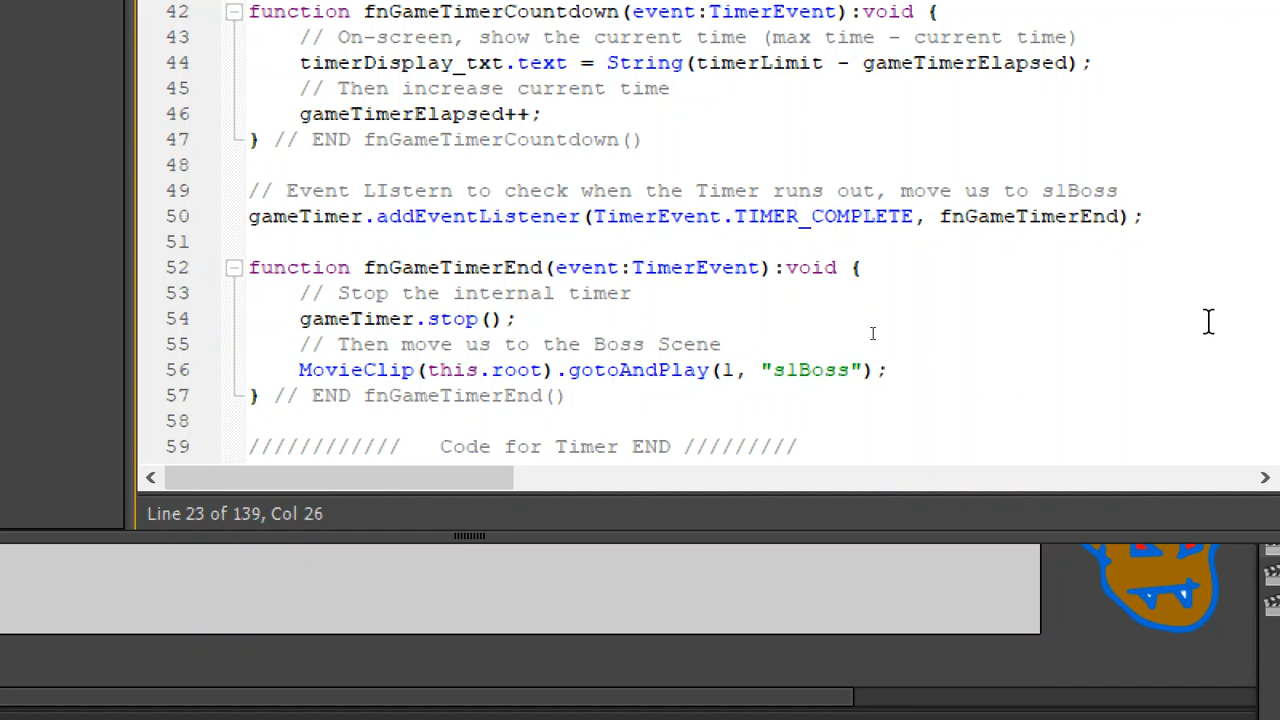 42 function fnGameTimerCountdown(event:TimerEvent):void {
43 // On-screen, show the current time (max time - current time)
44 timerDisplay_txt.text = String(timerLimit - gameTimerElapsed);
45 // Then increase current time
46 gameTimerElapsed++;
47 } // END fnGameTimerCountdown()
48
49 // Event LIstern to check when the Timer runs out, move us to s1Boss
50 gameTimer.addEventListener(TimerEvent.TIMER_COMPLETE, fnGameTimerEnd);
51
52 function fnGameTimerEnd(event:TimerEvent):void {
53 // Stop the internal timer
54 gameTimer.stop();
55 // Then move us to the Boss Scene
56 MovieClip(this.root).gotoAndPlay(1, "s1Boss");
57 } // END fnGameTimerEnd()
58
59 //////////// Code for Timer END /////////
Line 23 of 139, Col 26